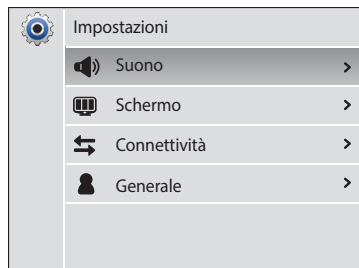 Impostazioni
Suono
Schermo
Connettività
Generale